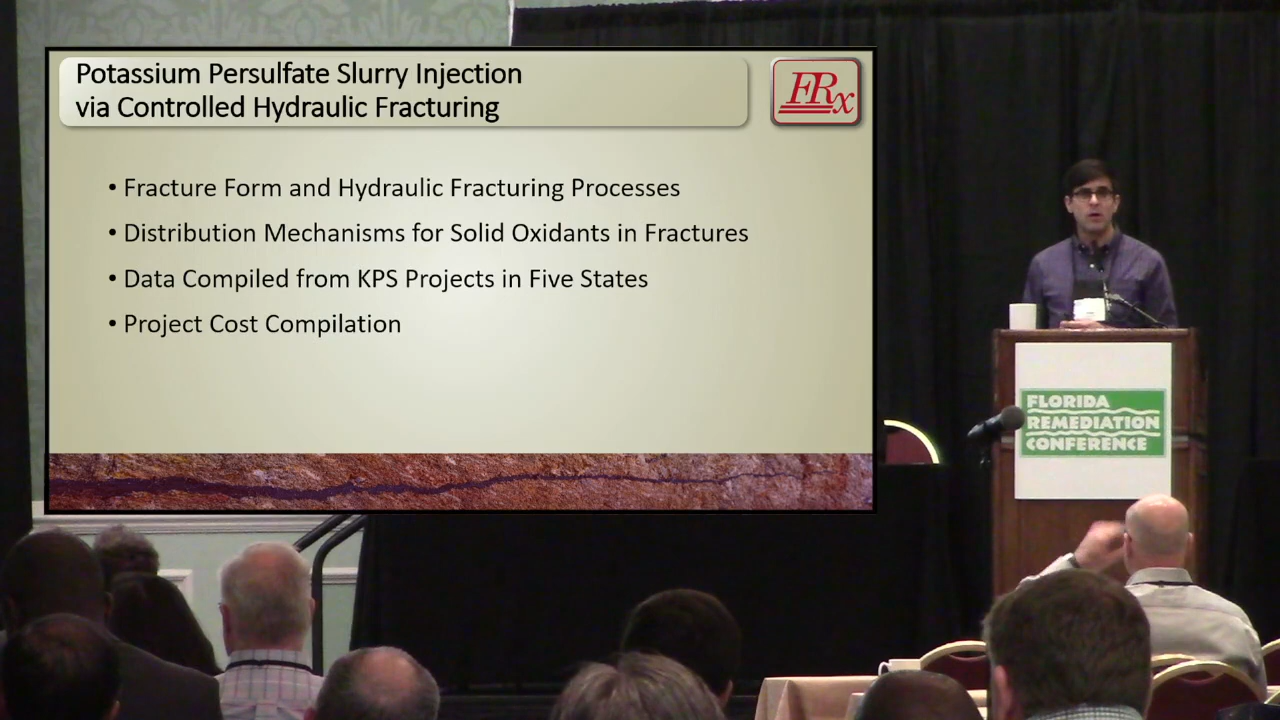 Potassium Persulfate Slurry Injection
via Controlled Hydraulic Fracturing
FRx
• Fracture Form and Hydraulic Fracturing Processes
• Distribution Mechanisms for Solid Oxidants in Fractures
• Data Compiled from KPS Projects in Five States
• Project Cost Compilation
FLORIDA
REMEDIATION
CONFERENCE